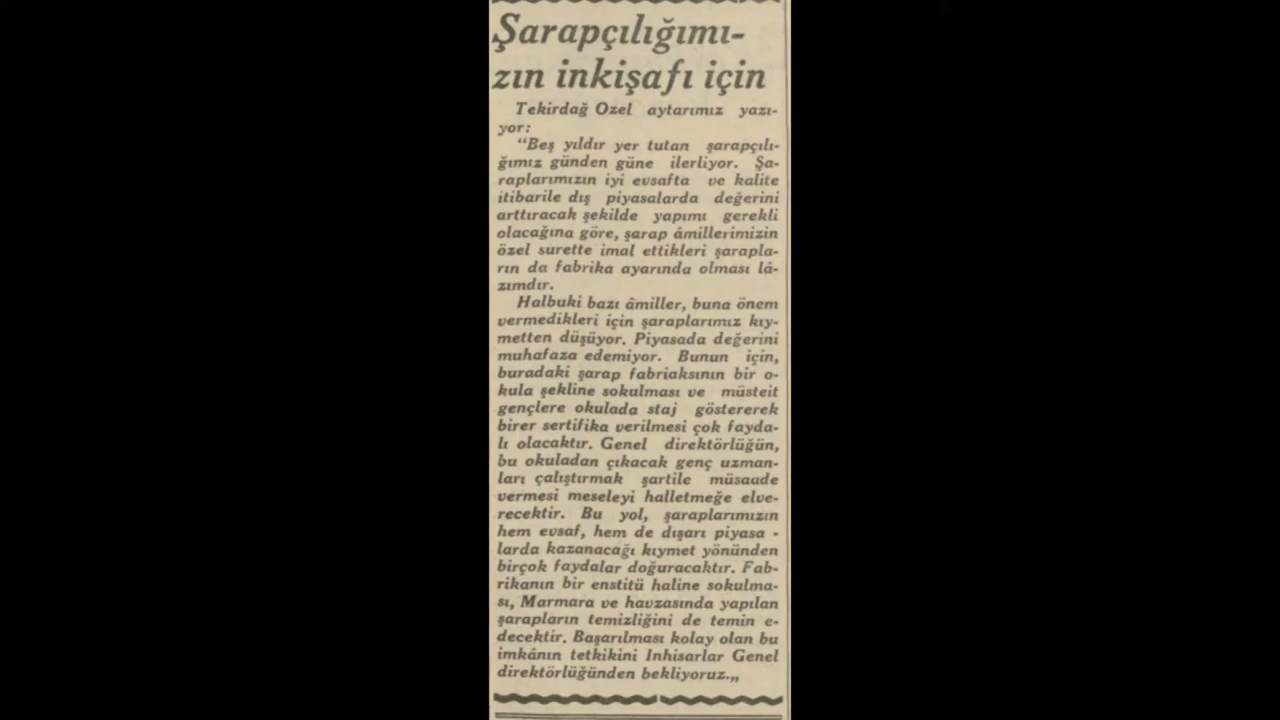 Şarapçılığımı-
zın inkişafı için
Tekirdağ Ozel aytarımız yazı-
yor:
“Beş yıldır yer tutan şarapçılı-
ğımız günden güne ilerliyor. Şa-
raplarımızın iyi evsafta ve kalite
itibarile dış piyasalarda değerini
arttıracak şekilde yapımı gerekli
olacağına göre, şarap âmillerimizin
özel surette imal ettikleri şarapla-
rın da fabrika ayarında olması lâ-
zımdır.
Halbuki bazı âmiller, buna önem
vermedikleri için şaraplarımız kıy-
metten düşüyor. Piyasada değerini
muhafaza edemiyor. Bunun için,
buradaki şarap fabriaksının bir o-
kula şekline sokulması ve müsteit
gençlere okulada staj göstererek
birer sertifika verilmesi çok fayda-
lı olacaktır. Genel direktörlüğün,
bu okuladan çıkacak genç uzman-
ları çalıştırmak şartile müsaade
vermesi meseleyi halletmeğe elve-
recektir. Bu yol, şaraplarımızın
hem evsaf, hem de dışarı piyasa -
larda kazanacağı kıymet yönünden
birçok faydalar doğuracaktır. Fab-
rikanın bir enstitü haline sokulma-
sı, Marmara ve havzasında yapılan
şarapların temizliğini de temin e-
decektir. Başarılması kolay olan bu
imkânın tetkikini Inhisarlar Genel
direktörlüğünden bekliyoruz.„